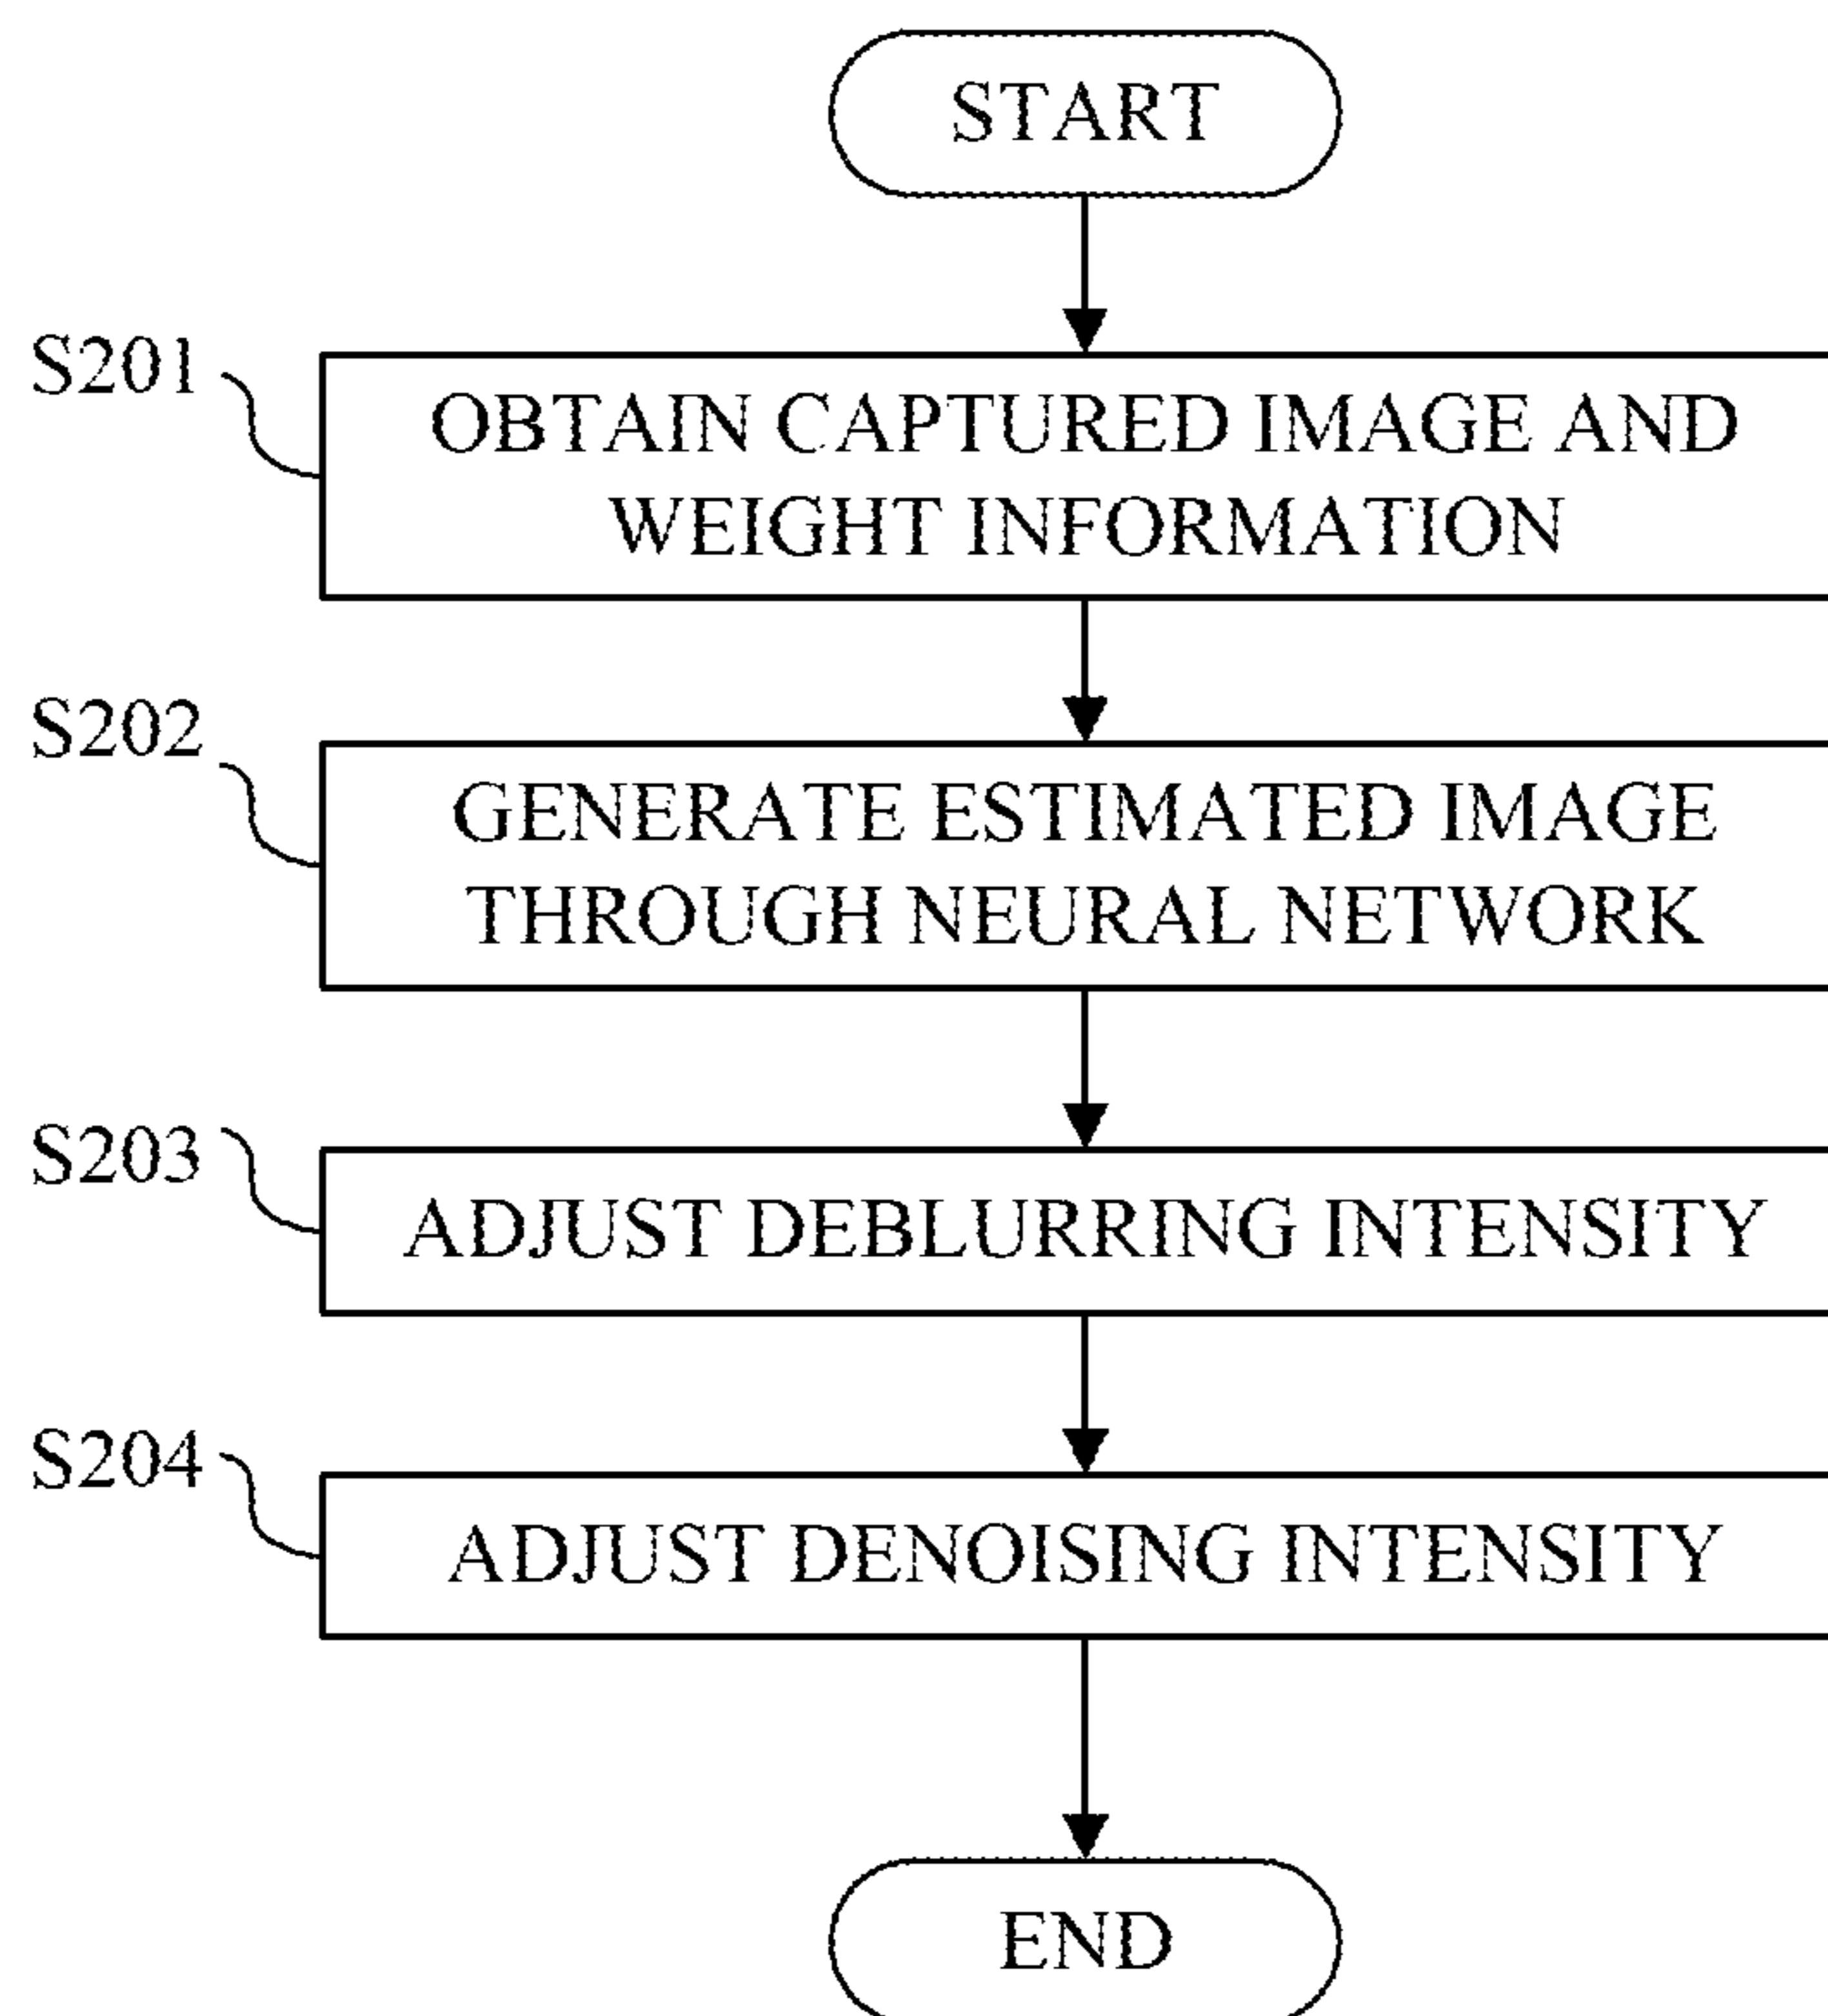 START
S201
OBTAIN CAPTURED IMAGE AND
WEIGHT INFORMATION
S202
GENERATE ESTIMATED IMAGE
THROUGH NEURAL NETWORK
S203
ADJUST DEBLURRING INTENSITY
S204
ADJUST DENOISING INTENSITY
END